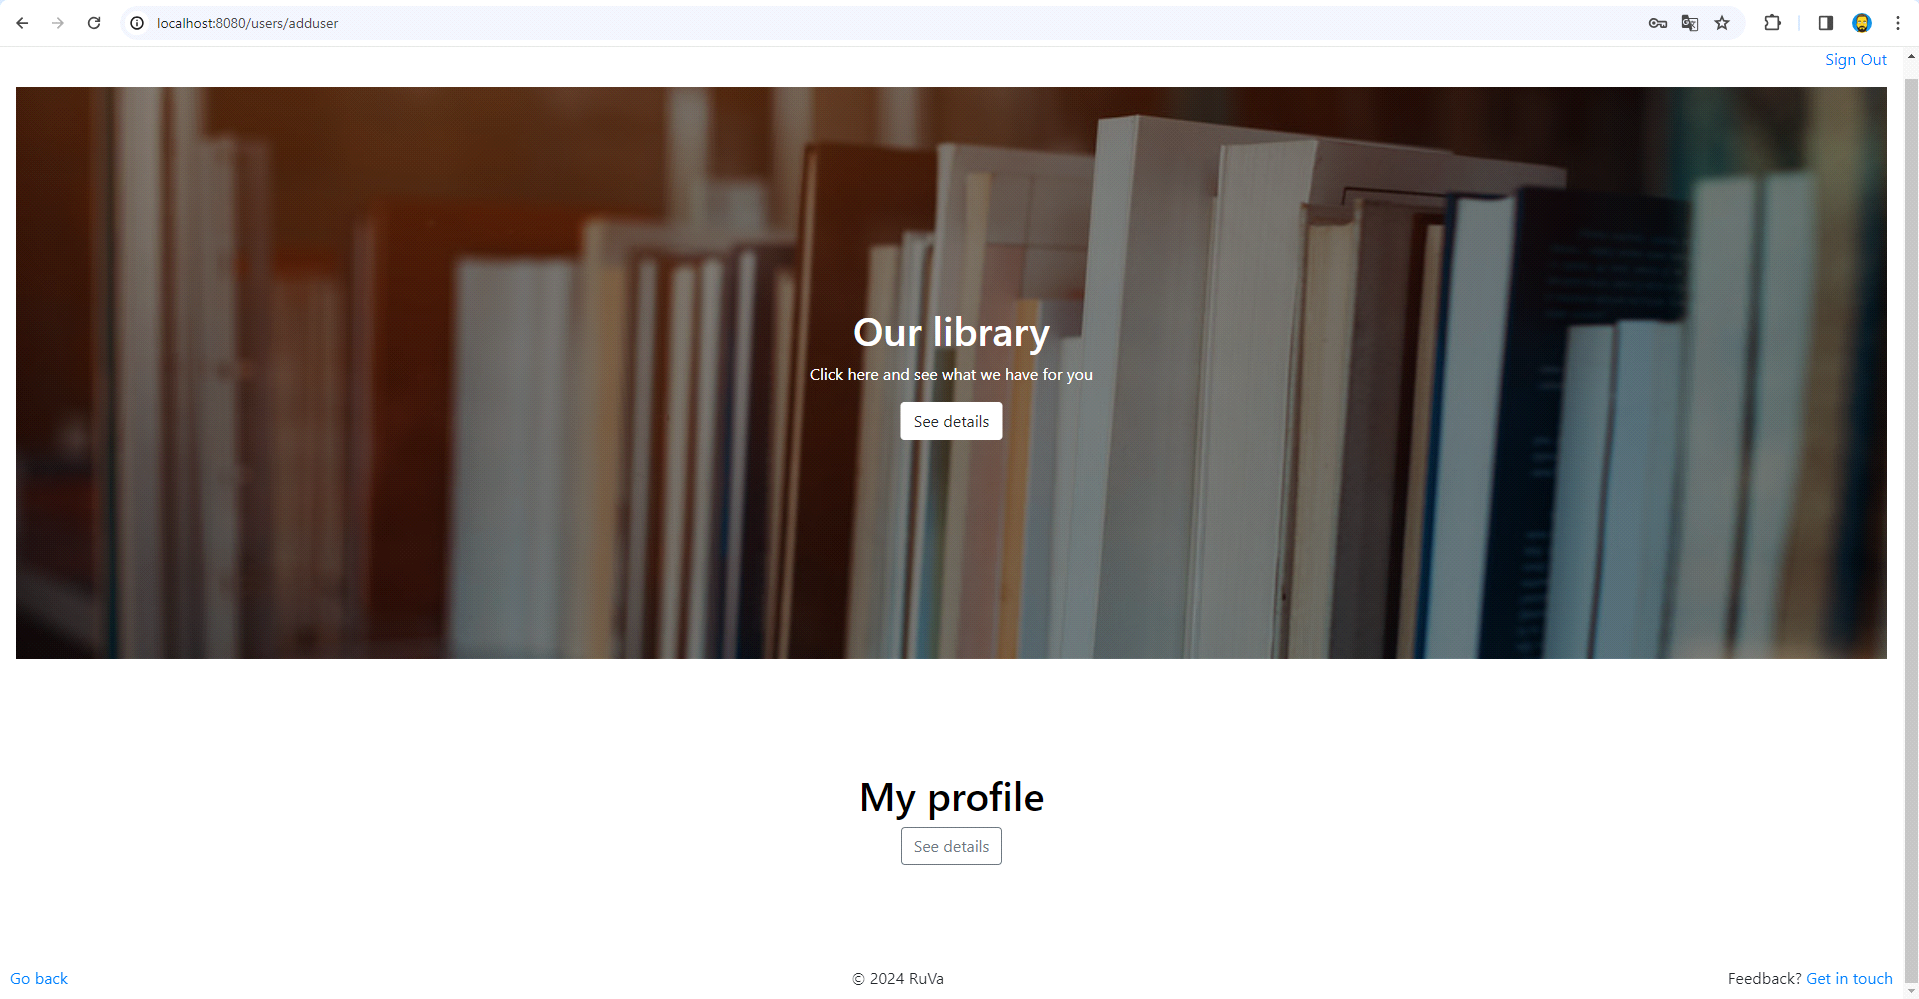 localhost:8080/users/adduser
Sign Out
Our library
Click here and see what we have for you
See details
My profile
See details
Go back
© 2024 RuVa
Feedback? Get in touch